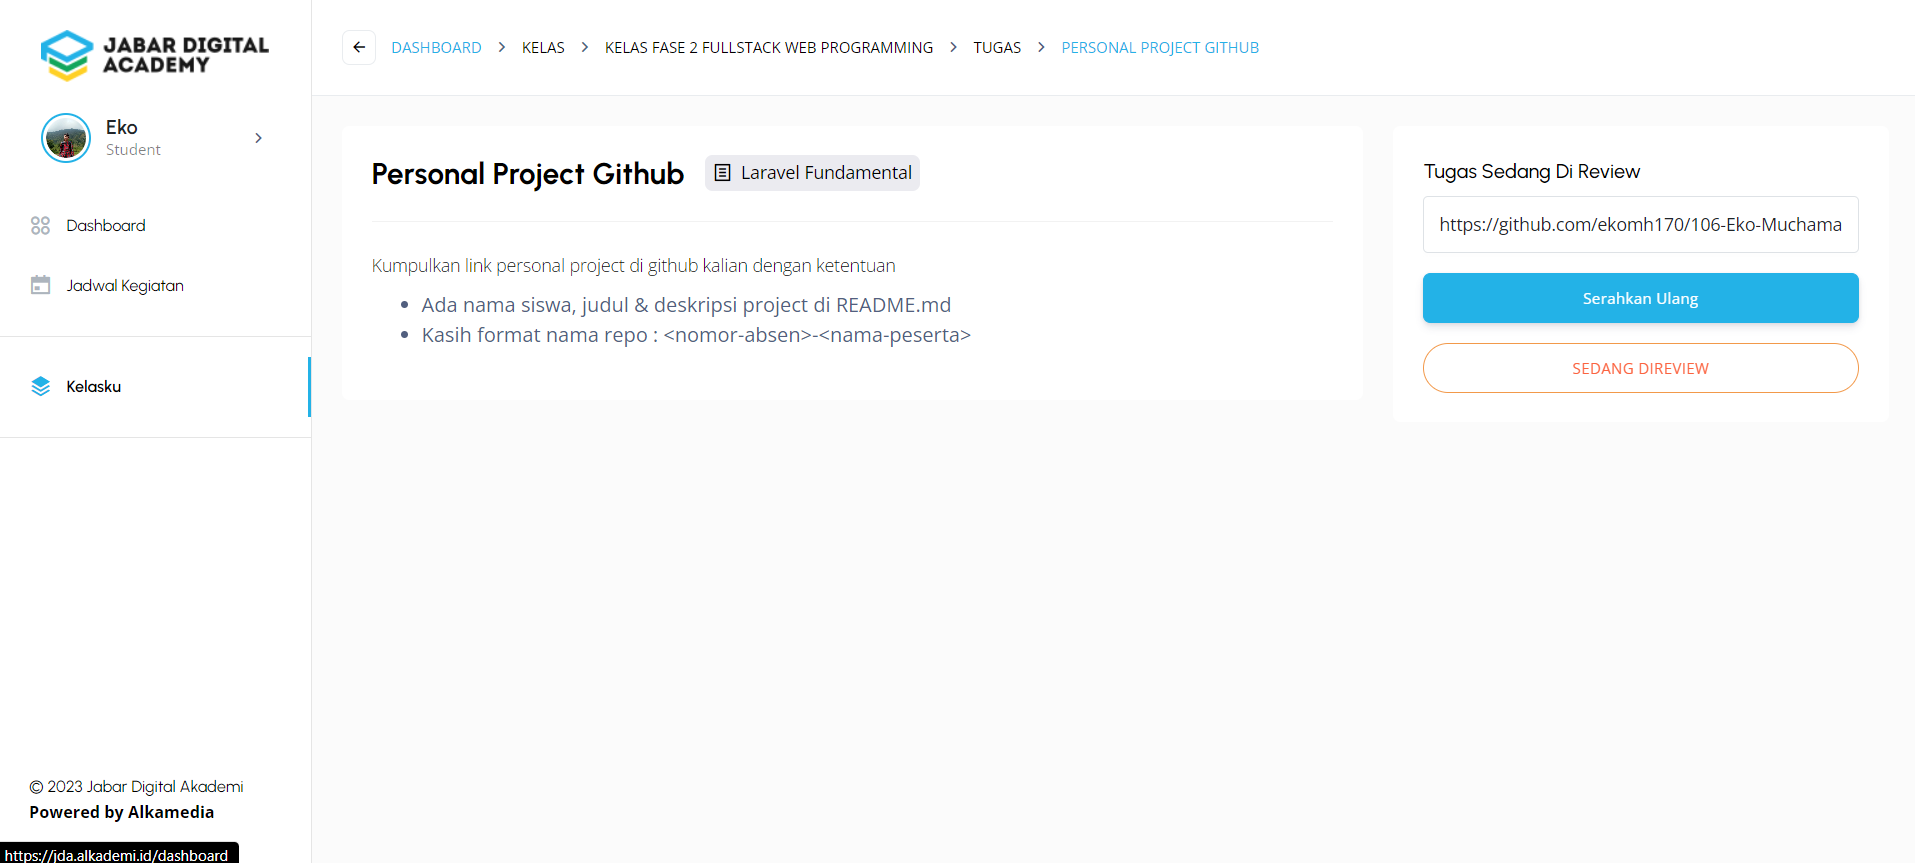 JABAR DIGITAL
ACADEMY
Eko
Student
Dashboard
Jadwal Kegiatan
Kelasku
© 2023 Jabar Digital Akademi
Powered by Alkamedia
https://jda.alkademi.id/dashboard
DASHBOARD > KELAS > KELAS FASE 2 FULLSTACK WEB PROGRAMMING > TUGAS > PERSONAL PROJECT GITHUB
Personal Project Github
Laravel Fundamental
Kumpulkan link personal project di github kalian dengan ketentuan
• Ada nama siswa, judul & deskripsi project di README.md
• Kasih format nama repo : <nomor-absen>-<nama-peserta>
Tugas Sedang Di Review
https://github.com/ekomh170/106-Eko-Muchama
Serahkan Ulang
SEDANG DIREVIEW